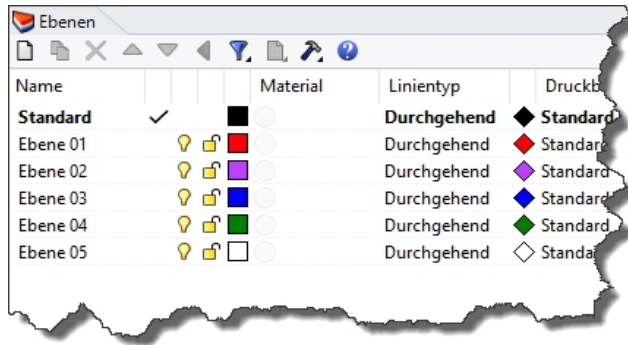 Ebenen
Name Material Linientyp Druckb
Standard Durchgehend Standard
Ebene 01 Durchgehend Standard
Ebene 02 Durchgehend Standard
Ebene 03 Durchgehend Standard
Ebene 04 Durchgehend Standard
Ebene 05 Durchgehend Standa